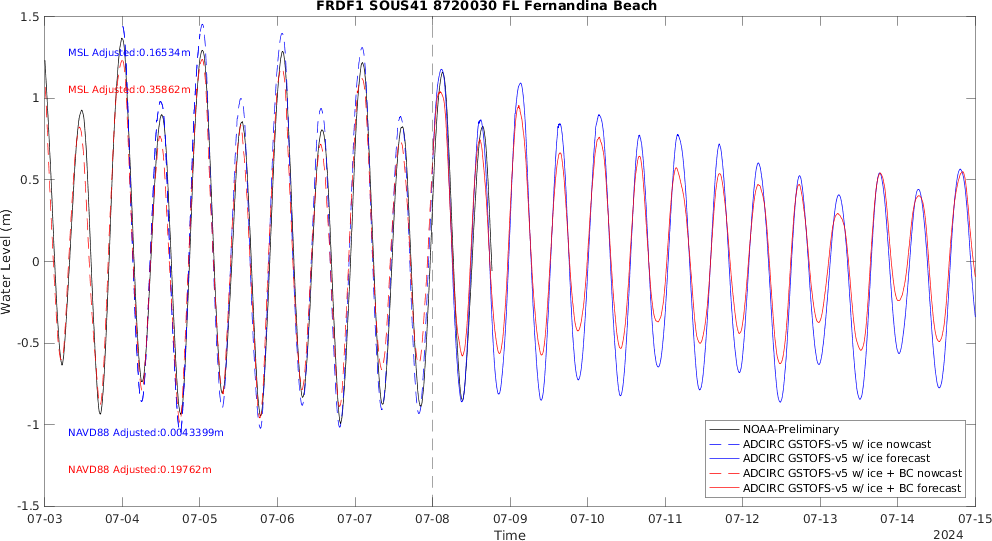 FRDF1 SOUS41 8720030 FL Fernandina Beach
1.5
1
0.5
0
-0.5
-1
-1.5
Water Level (m)
MSL Adjusted:0.16534m
MSL Adjusted:0.35862m
NAVD88 Adjusted:0.0043399m
NAVD88 Adjusted:0.19762m
NOAA-Preliminary
ADCIRC GSTOFS-v5 w/ ice nowcast
ADCIRC GSTOFS-v5 w/ ice forecast
ADCIRC GSTOFS-v5 w/ ice + BC nowcast
ADCIRC GSTOFS-v5 w/ ice + BC forecast
07-03 07-04 07-05 07-06 07-07 07-08 07-09 07-10 07-11 07-12 07-13 07-14 07-15
Time
2024